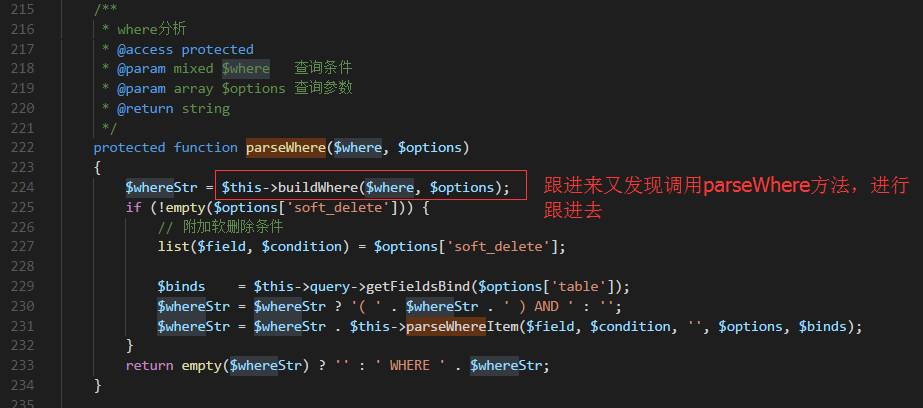 215 /**
216 * where分析
217 * @access protected
218 * @param mixed $where 查询条件
219 * @param array $options 查询参数
220 * @return string
221 */
222 protected function parseWhere($where, $options)
223 {
224 $whereStr = $this->buildWhere($where, $options);
跟进来又发现调用parseWhere方法，进行
跟进去
225 if (!empty($options['soft_delete'])) {
226 // 附加软删除条件
227 list($field, $condition) = $options['soft_delete'];
228
229 $binds = $this->query->getFieldsBind($options['table']);
230 $whereStr = $whereStr ? '( ' . $whereStr . ' ) AND ' : '';
231 $whereStr = $whereStr . $this->parseWhereItem($field, $condition, '', $options, $binds);
232 }
233 return empty($whereStr) ? '' : ' WHERE ' . $whereStr;
234 }
235